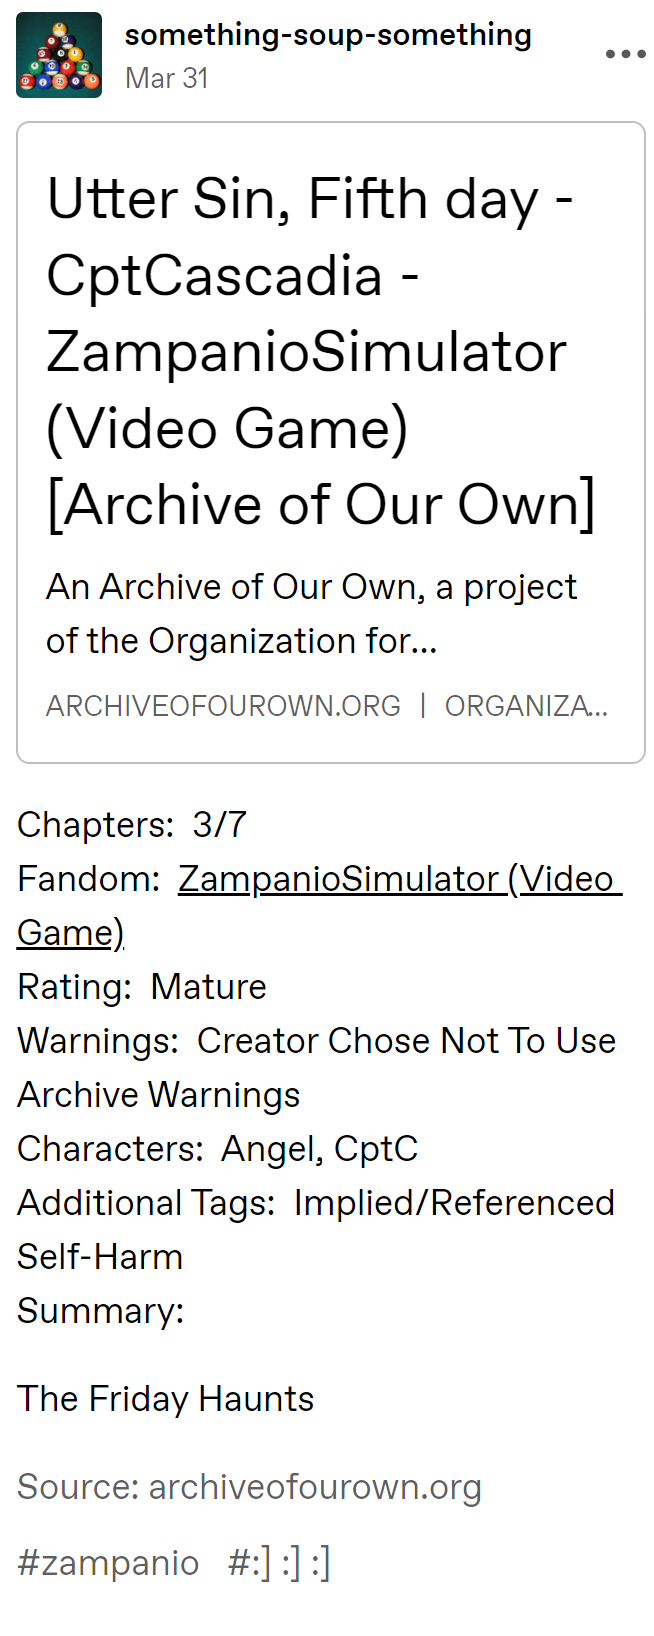 something-soup-something
Mar 31
Utter Sin, Fifth day -
CptCascadia -
ZampanioSimulator
(Video Game)
[Archive of Our Own]
An Archive of Our Own, a project
of the Organization for...
ARCHIVEOFOUROWN.ORG | ORGANIZA...
Chapters: 3/7
Fandom: ZampanioSimulator (Video
Game)
Rating: Mature
Warnings: Creator Chose Not To Use
Archive Warnings
Characters: Angel, CptC
Additional Tags: Implied/Referenced
Self-Harm
Summary:
The Friday Haunts
Source: archiveofourown.org
#zampanio #:] :] :]